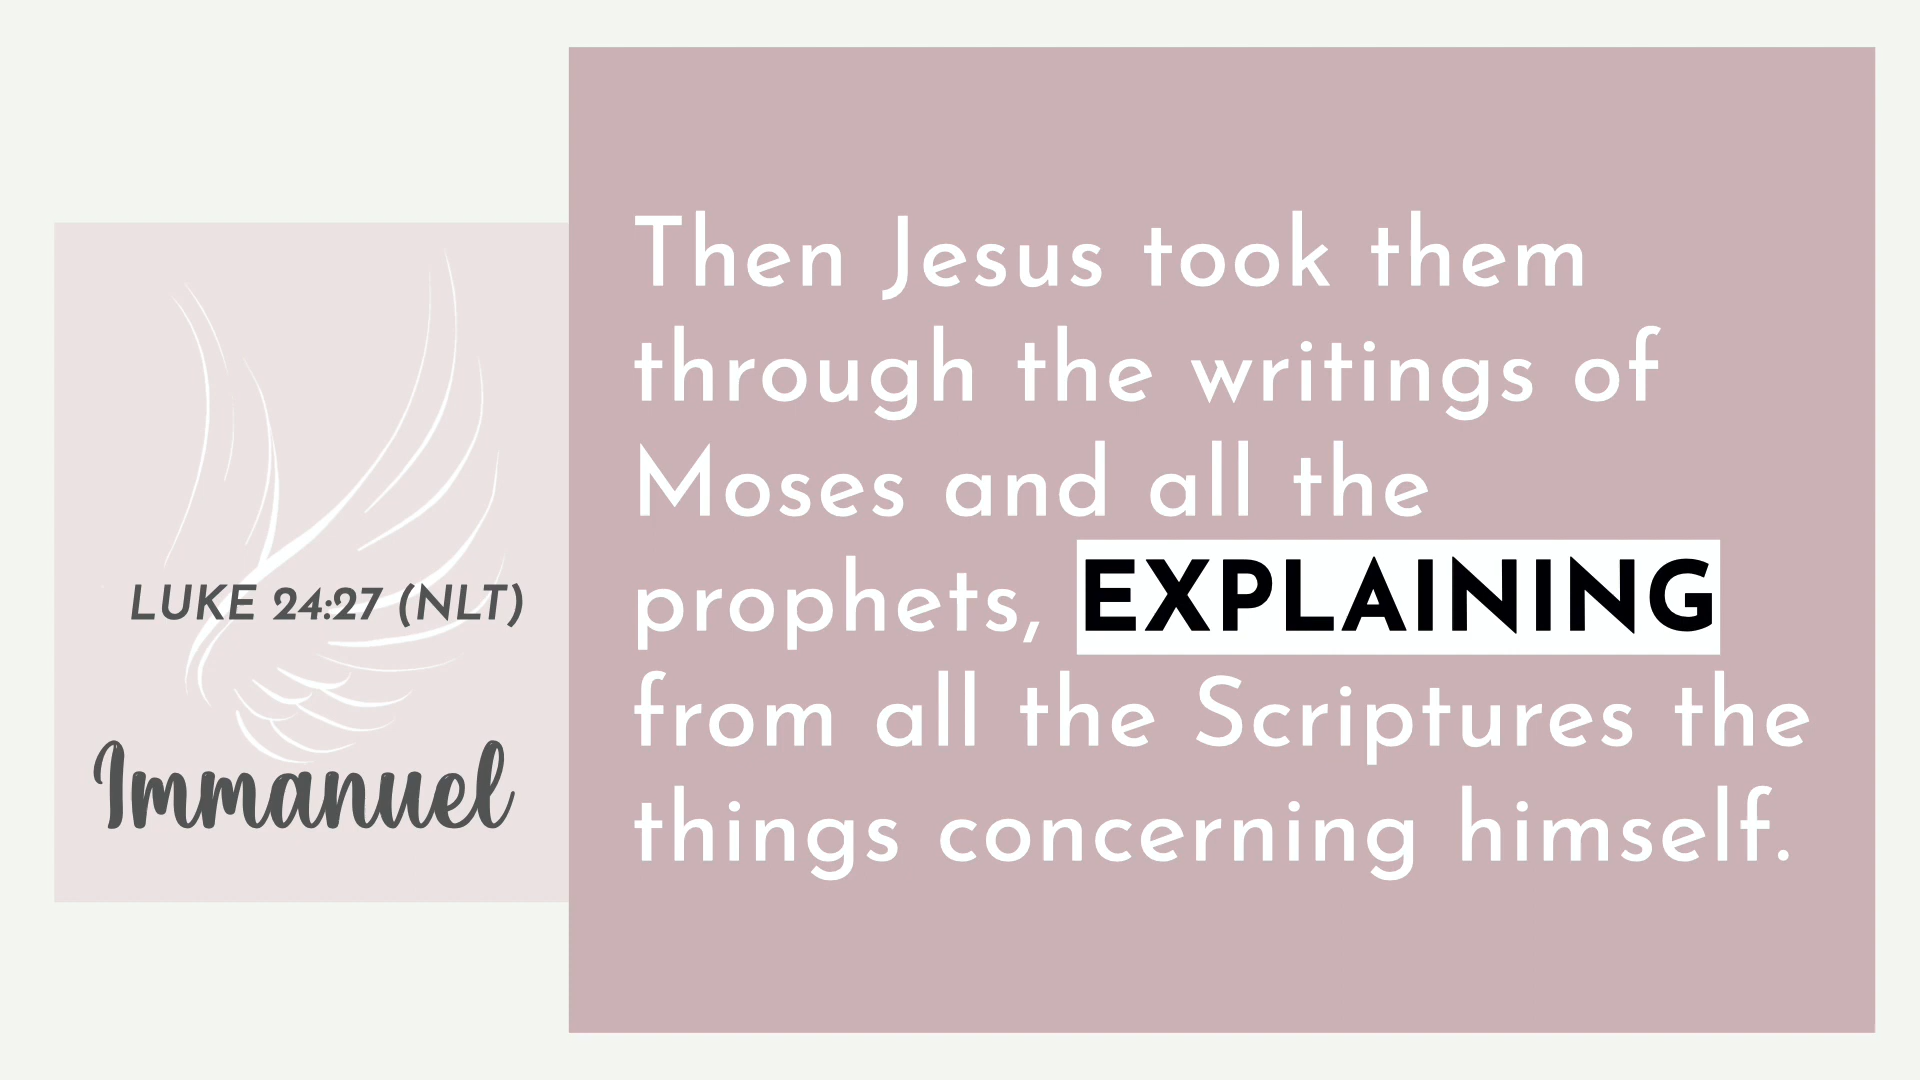 LUKE 24:27 (NLT)
Immanuel
Then Jesus took them
through the writings of
Moses and all the
prophets, EXPLAINING
from all the Scriptures the
things concerning himself.